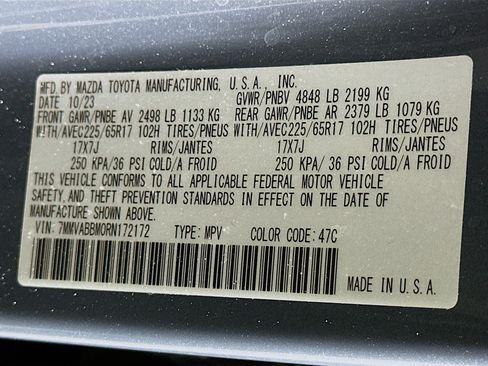 MFD. BY MAZDA TOYOTA MANUFACTURING, U.S.A., INC.
DATE 10/23 GVWR/PNBV 4848 LB 2199 KG
FRONT GAWR/PNBE AV 2498 LB 1133 KG REAR GAWR/PNBE AR 2379 LB 1079 KG
WITH/AVEC225/65R17 102H TIRES/PNEUS WITH/AVEC225/65R17 102H TIRES/PNEUS
17X7J RIMS/JANTES 17X7J RIMS/JANTES
250 KPA/36 PSI COLD/A FROID 250 KPA/ 36 PSI COLD/A FROID
THIS VEHICLE CONFORMS TO ALL APPLICABLE FEDERAL MOTOR VEHICLE
SAFETY, AND THEFT PREVENTION STANDARDS IN EFFECT ON THE DATE OF
MANUFACTURE SHOWN ABOVE.
VIN: 7MMVABBM0RN172172 TYPE: MPV COLOR CODE: 47C
MADE IN U.S.A.